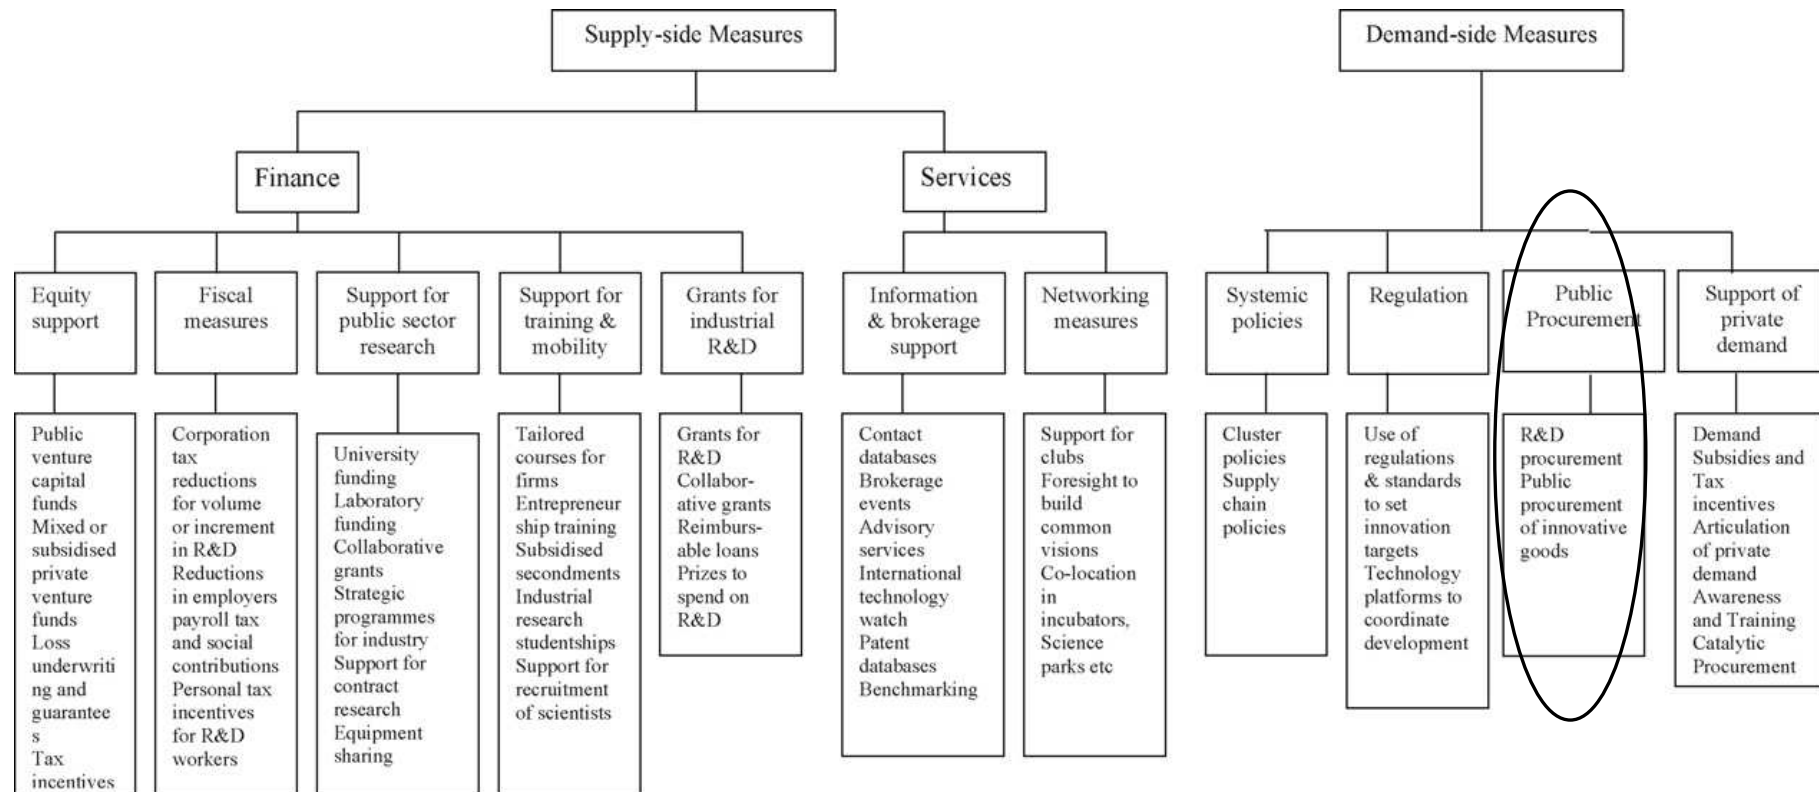 Supply-side Measures
Demand-side Measures
Finance
Services
Equity
support
Fiscal
measures
Support for
public sector
research
Support for
training &
mobility
Grants for
industrial
R&D
Information
& brokerage
support
Networking
measures
Systemic
policies
Regulation
Public
Procurement
Support of
private
demand
Public
venture
capital
funds
Mixed or
subsidised
private
venture
funds
Loss
underwriti
ng and
guarantee
s
Tax
incentives
Corporation
tax
reductions
for volume
or increment
in R&D
Reductions
in employers
payroll tax
and social
contributions
Personal tax
incentives
for R&D
workers
University
funding
Laboratory
funding
Collaborative
grants
Strategic
programmes
for industry
Support for
contract
research
Equipment
sharing
Tailored
courses for
firms
Entrepreneur
ship training
Subsidised
secondments
Industrial
research
studentships
Support for
recruitment
of scientists
Grants for
R&D
Collabor-
ative grants
Reimburs-
able loans
Prizes to
spend on
R&D
Contact
databases
Brokerage
events
Advisory
services
International
technology
watch
Patent
databases
Benchmarking
Support for
clubs
Foresight to
build
common
visions
Co-location
in
incubators,
Science
parks etc
Cluster
policies
Supply
chain
policies
Use of
regulations
& standards
to set
innovation
targets
Technology
platforms to
coordinate
development
R&D
procurement
Public
procurement
of innovative
goods
Demand
Subsidies and
Tax
incentives
Articulation
of private
demand
Awareness
and Training
Catalytic
Procurement